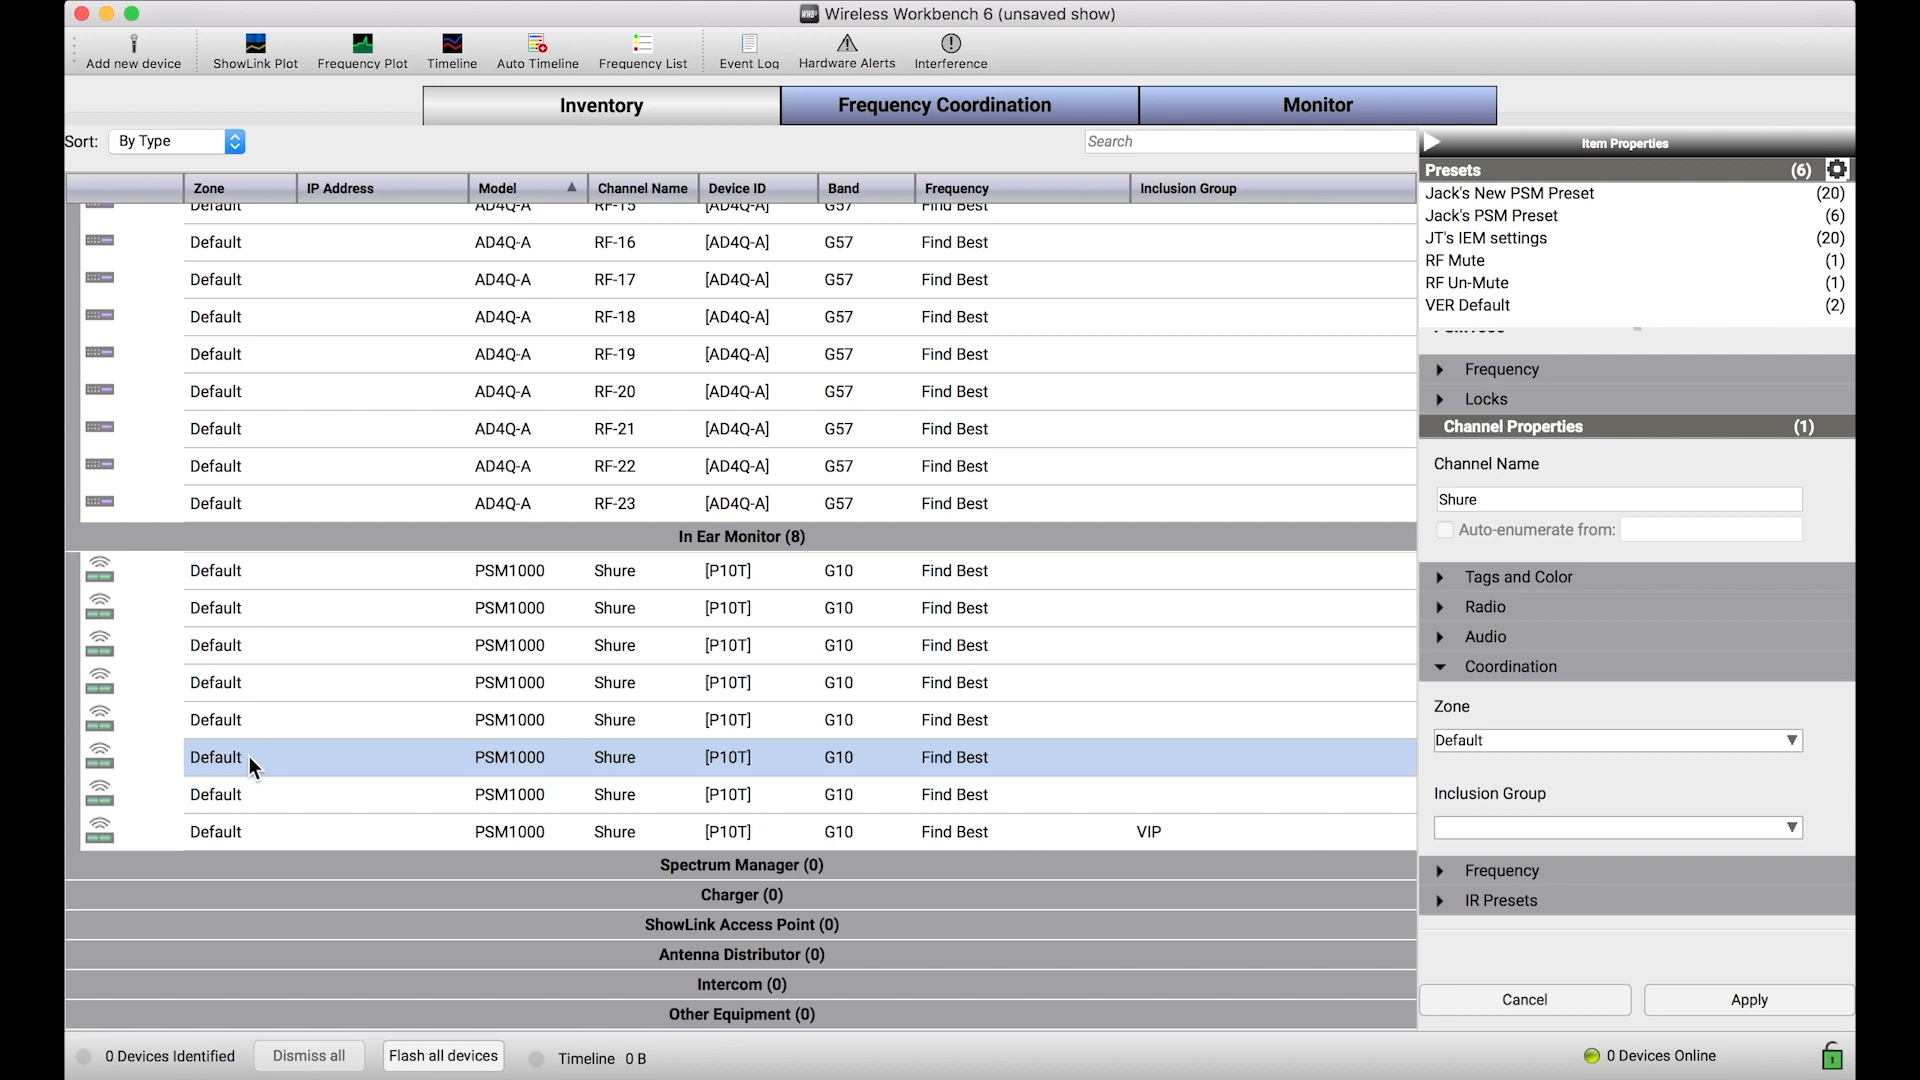 Wireless Workbench 6 (unsaved show)
Add new device ShowLink Plot Frequency Plot Timeline Auto Timeline Frequency List Event Log Hardware Alerts Interference
Inventory Frequency Coordination Monitor
Sort: By Type Search
Zone IP Address Model Channel Name Device ID Band Frequency Inclusion Group
Default AD4Q-A RF-15 [AD4Q-A] G57 Find Best
Default AD4Q-A RF-16 [AD4Q-A] G57 Find Best
Default AD4Q-A RF-17 [AD4Q-A] G57 Find Best
Default AD4Q-A RF-18 [AD4Q-A] G57 Find Best
Default AD4Q-A RF-19 [AD4Q-A] G57 Find Best
Default AD4Q-A RF-20 [AD4Q-A] G57 Find Best
Default AD4Q-A RF-21 [AD4Q-A] G57 Find Best
Default AD4Q-A RF-22 [AD4Q-A] G57 Find Best
Default AD4Q-A RF-23 [AD4Q-A] G57 Find Best
In Ear Monitor (8)
Default PSM1000 Shure [P10T] G10 Find Best
Default PSM1000 Shure [P10T] G10 Find Best
Default PSM1000 Shure [P10T] G10 Find Best
Default PSM1000 Shure [P10T] G10 Find Best
Default PSM1000 Shure [P10T] G10 Find Best
Default PSM1000 Shure [P10T] G10 Find Best
Default PSM1000 Shure [P10T] G10 Find Best
Default PSM1000 Shure [P10T] G10 Find Best VIP
Spectrum Manager (0)
Charger (0)
ShowLink Access Point (0)
Antenna Distributor (0)
Intercom (0)
Other Equipment (0)
Item Properties
Presets (6)
Jack's New PSM Preset (20)
Jack's PSM Preset (6)
JT's IEM settings (20)
RF Mute (1)
RF Un-Mute (1)
VER Default (2)
Frequency
Locks
Channel Properties (1)
Channel Name
Shure
Auto-enumerate from:
Tags and Color
Radio
Audio
Coordination
Zone
Default
Inclusion Group
Frequency
IR Presets
Cancel Apply
0 Devices Identified Dismiss all Flash all devices Timeline 0 B 0 Devices Online